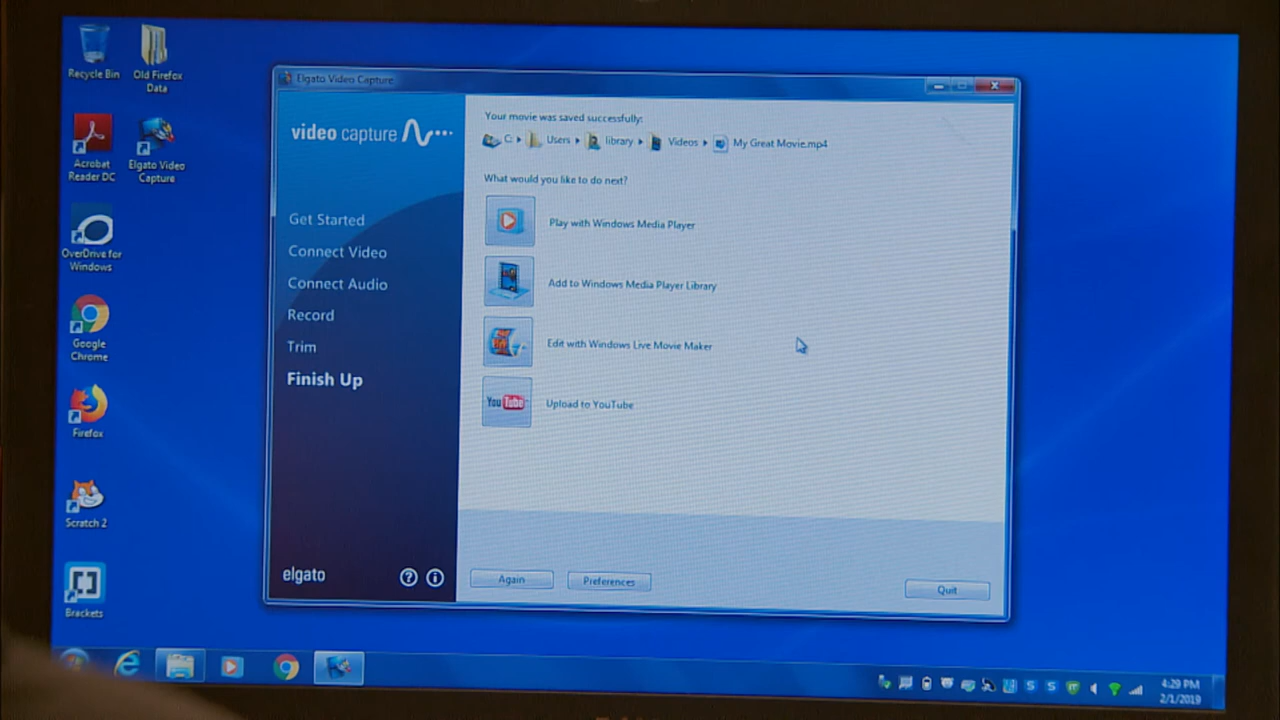 Recycle Bin
Old Firefox
Data
Acrobat
Reader DC
Elgato Video
Capture
OverDrive for
Windows
Google
Chrome
Firefox
Scratch 2
Brackets
Elgato Video Capture
video capture
Get Started
Connect Video
Connect Audio
Record
Trim
Finish Up
elgato
Your movie was saved successfully:
C: Users library Videos My Great Movie.mp4
What would you like to do next?
Play with Windows Media Player
Add to Windows Media Player Library
Edit with Windows Live Movie Maker
You Tube
Upload to YouTube
Again
Preferences
Quit
4:29 PM
2/1/2019